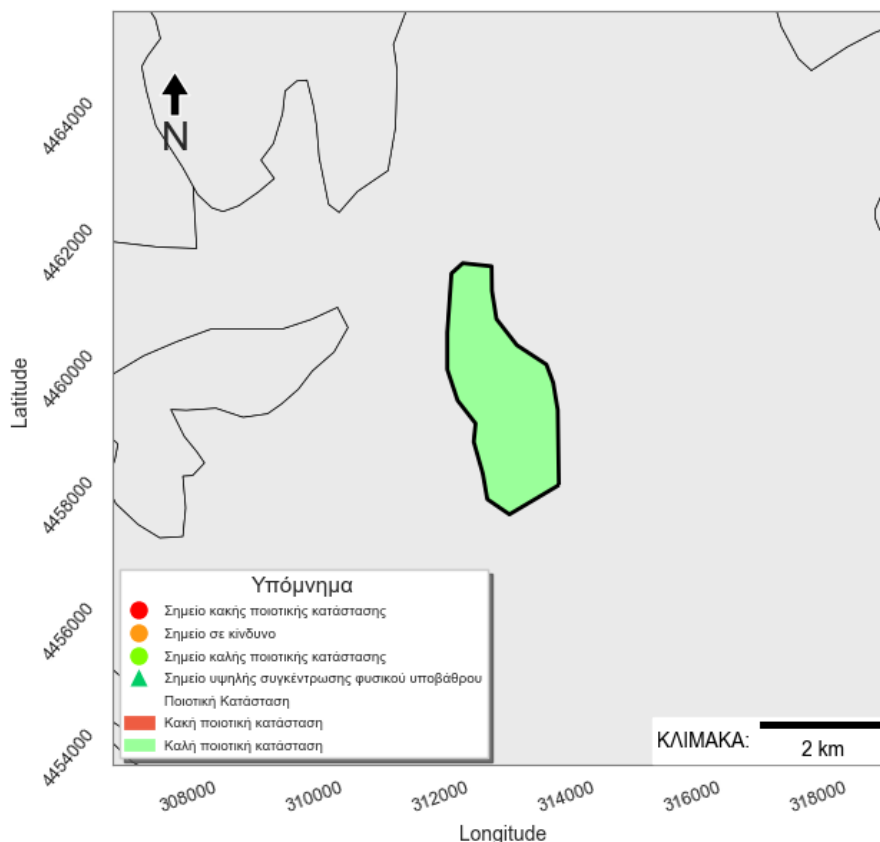 N
4464000
4462000
4460000
4458000
4456000
4454000
Latitude
Υπόμνημα
Σημείο κακής ποιοτικής κατάστασης
Σημείο σε κίνδυνο
Σημείο καλής ποιοτικής κατάστασης
Σημείο υψηλής συγκέντρωσης φυσικού υποβάθρου
Ποιοτική Κατάσταση
Κακή ποιοτική κατάσταση
Καλή ποιοτική κατάσταση
ΚΛΙΜΑΚΑ:
2 km
308000 310000 312000 314000 316000 318000
Longitude